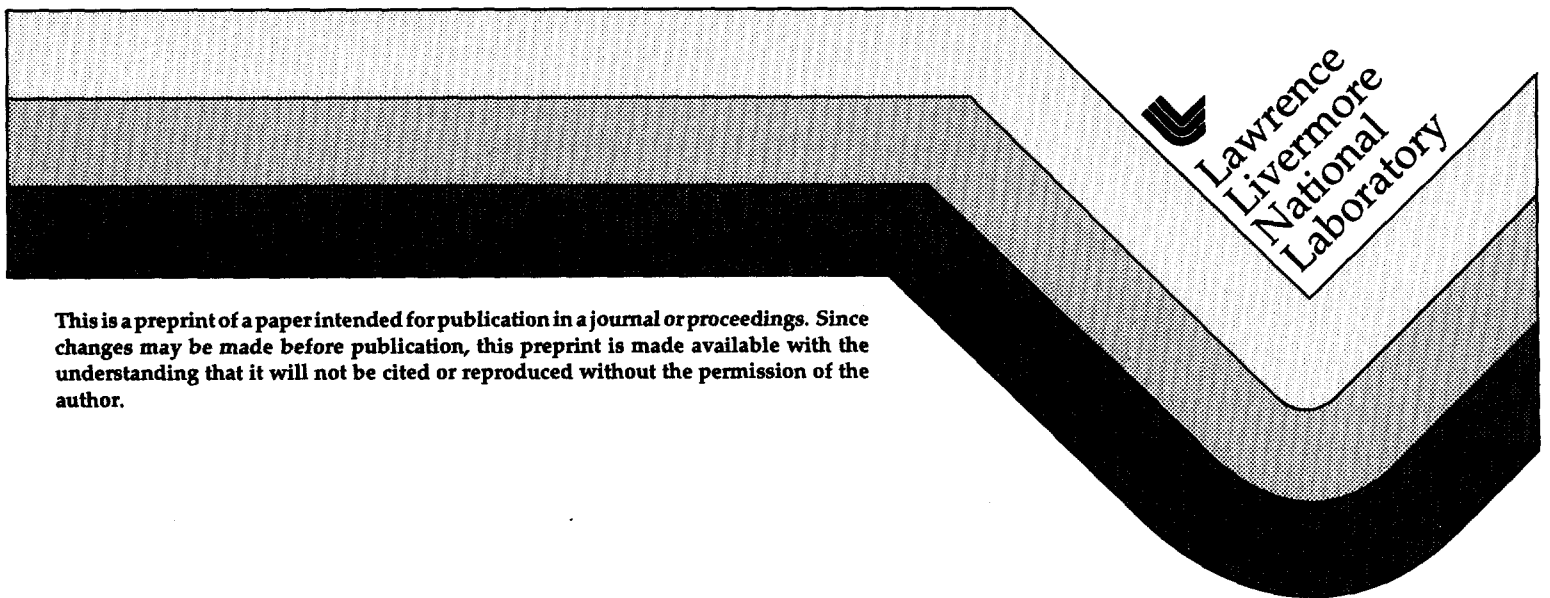 Lawrence
Livermore
National
Laboratory
This is a preprint of a paper intended for publication in a journal or proceedings. Since
changes may be made before publication, this preprint is made available with the
understanding that it will not be cited or reproduced without the permission of the
author.